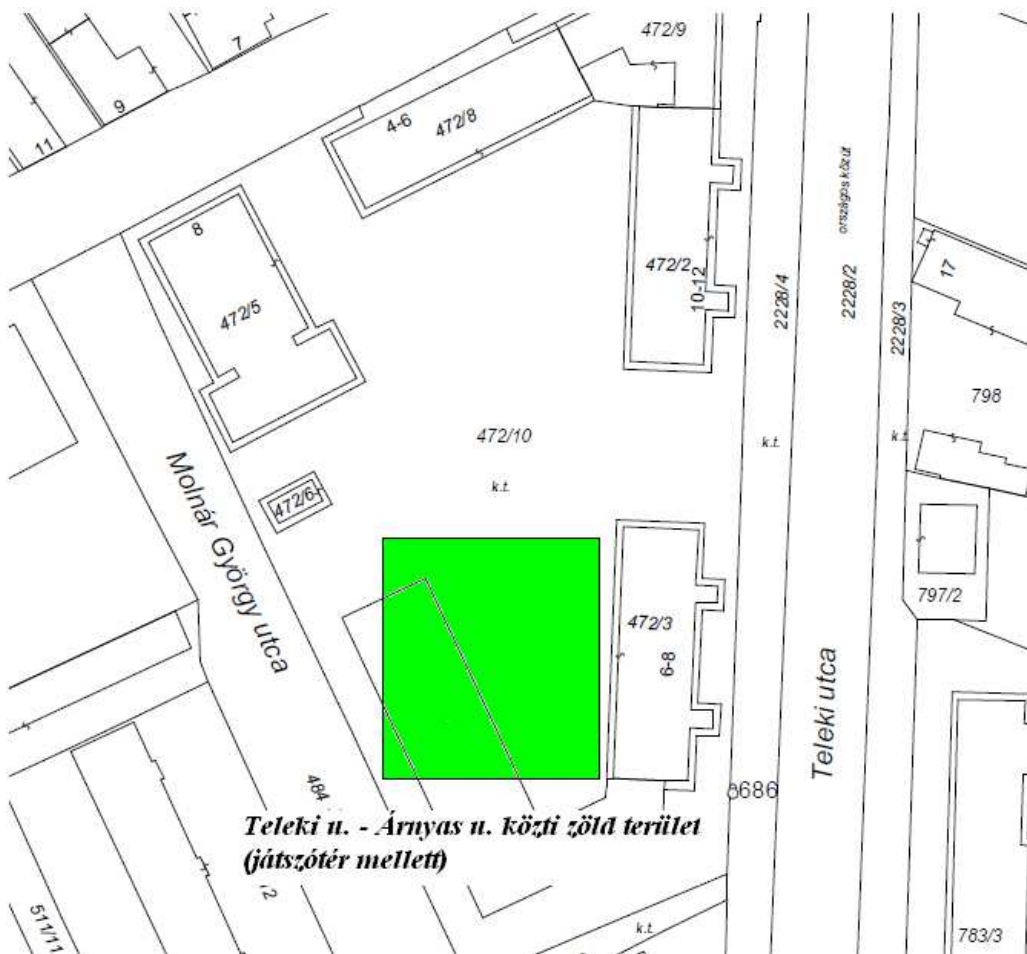 472/9
7
9
11
4-6
472/8
országos közút
8
472/5
472/2
10-12
2228/4
2228/2
2228/3
17
798
472/10
k.t.
k.t.
k.t.
472/6
Molnár György utca
797/2
472/3
6-8
Teleki utca
484
8686
Teleki u. - Árnyas u. közti zöld terület
(játszótér mellett)
511/11
k.t.
783/3